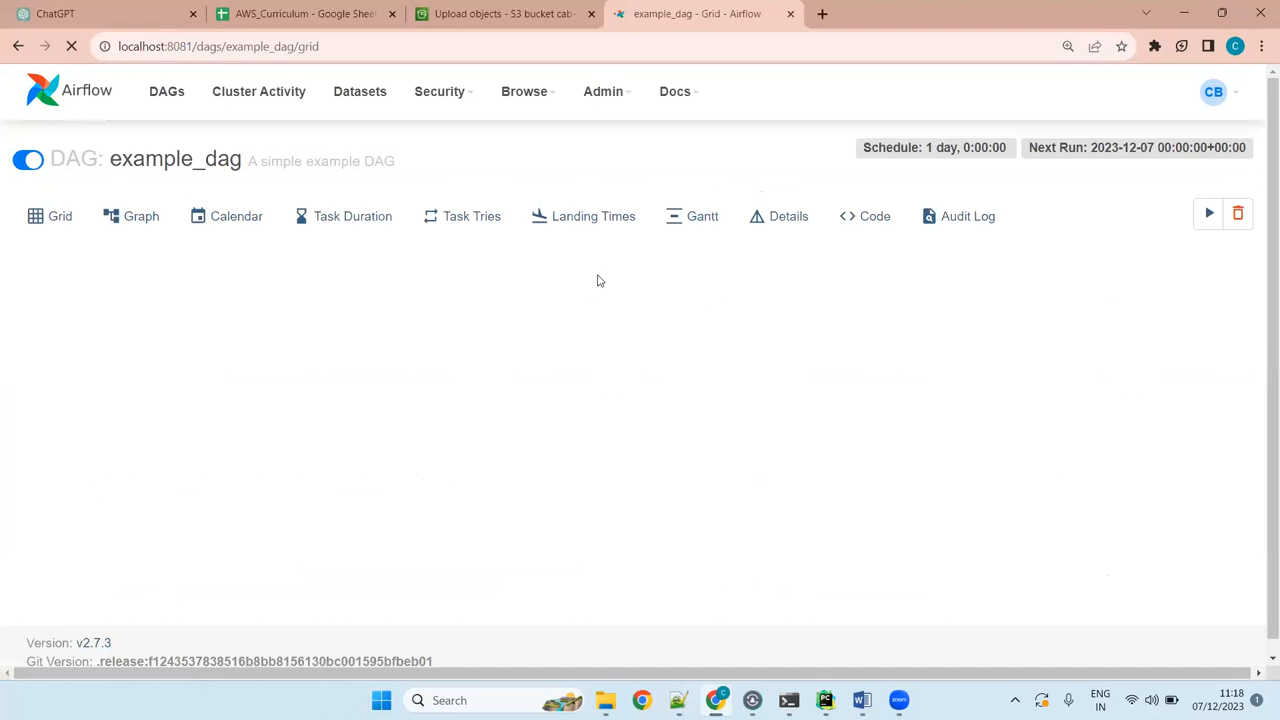 ChatGPT
AWS_Curriculum - Google Sheet
Upload objects - S3 bucket cab-
example_dag - Grid - Airflow
localhost:8081/dags/example_dag/grid
C
Airflow
DAGs
Cluster Activity
Datasets
Security
Browse
Admin
Docs
CB
DAG: example_dag A simple example DAG
Schedule: 1 day, 0:00:00
Next Run: 2023-12-07 00:00:00+00:00
Grid
Graph
Calendar
Task Duration
Task Tries
Landing Times
Gantt
Details
Code
Audit Log
Version: v2.7.3
Git Version: .release:f1243537838516b8bb8156130bc001595bfbeb01
Search
ENG
IN
11:18
07/12/2023